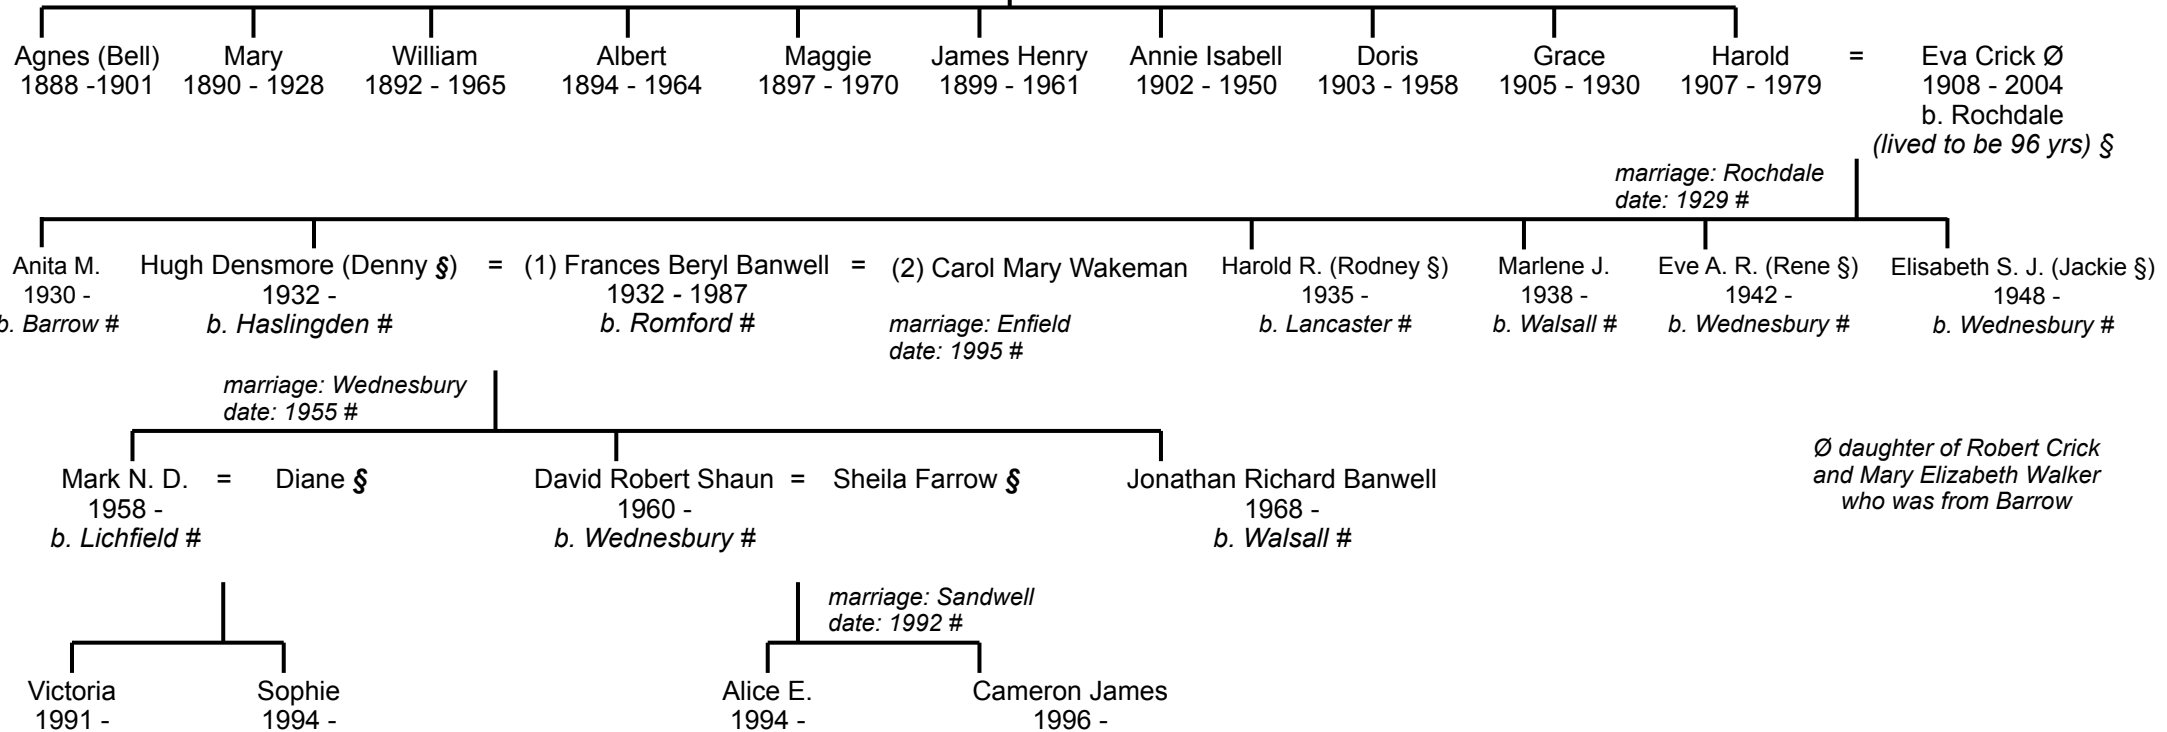 Agnes (Bell) Mary William Albert Maggie James Henry Annie Isabell Doris Grace Harold = Eva Crick Ø
1888 -1901 1890 - 1928 1892 - 1965 1894 - 1964 1897 - 1970 1899 - 1961 1902 - 1950 1903 - 1958 1905 - 1930 1907 - 1979 1908 - 2004
b. Rochdale
(lived to be 96 yrs) §
marriage: Rochdale
date: 1929 #
Anita M. Hugh Densmore (Denny §) = (1) Frances Beryl Banwell = (2) Carol Mary Wakeman Harold R. (Rodney §) Marlene J. Eve A. R. (Rene §) Elisabeth S. J. (Jackie §)
1930 - 1932 - 1932 - 1987 1935 - 1938 - 1942 - 1948 -
b. Barrow # b. Haslingden # b. Romford # marriage: Enfield b. Lancaster # b. Walsall # b. Wednesbury # b. Wednesbury #
date: 1995 #
marriage: Wednesbury
date: 1955 #
Mark N. D. = Diane § David Robert Shaun = Sheila Farrow § Jonathan Richard Banwell
1958 - 1960 - 1968 -
b. Lichfield # b. Wednesbury # b. Walsall #
Ø daughter of Robert Crick
and Mary Elizabeth Walker
who was from Barrow
marriage: Sandwell
date: 1992 #
Victoria Sophie Alice E. Cameron James
1991 - 1994 - 1994 - 1996 -